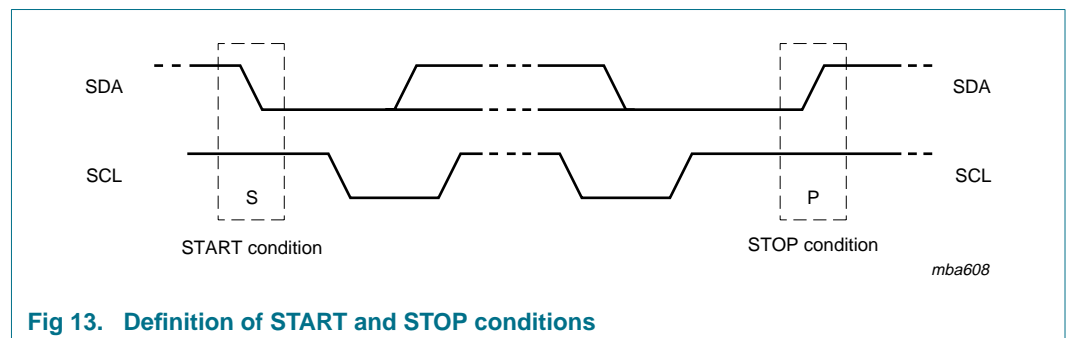 SDA SDA
SCL SCL
S P
START condition STOP condition
mba608
Fig 13. Definition of START and STOP conditions